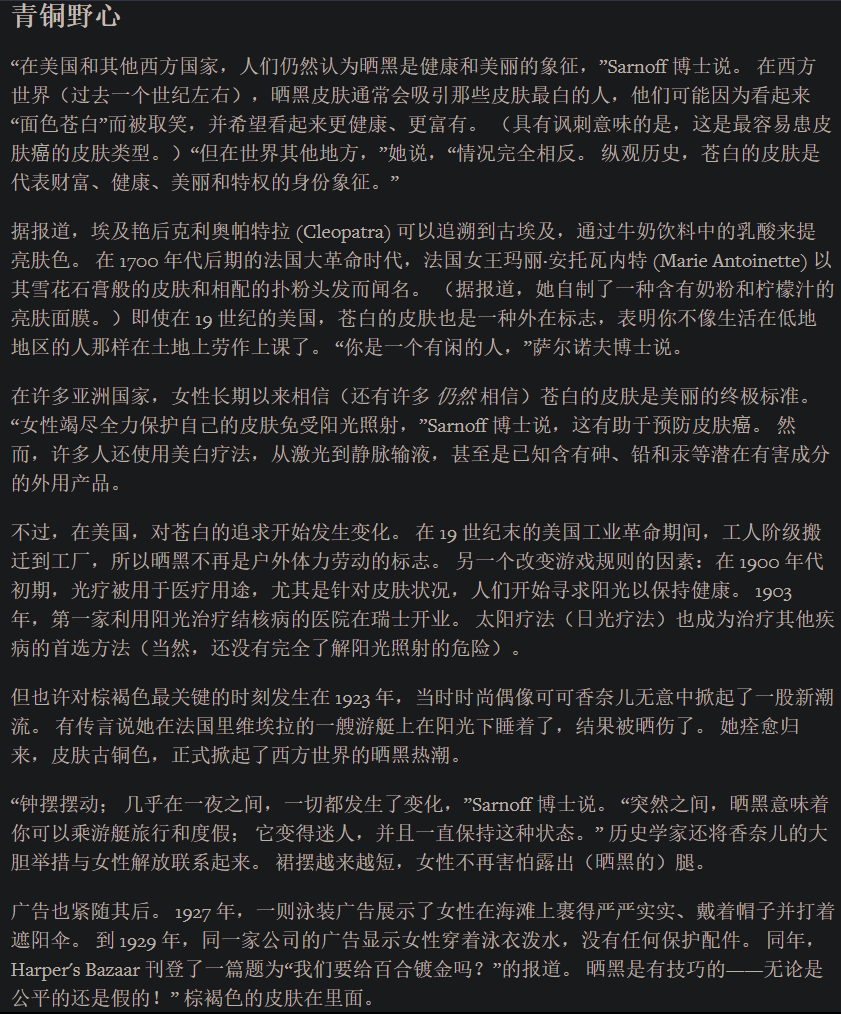 青铜野心
“在美国和其他西方国家，人们仍然认为晒黑是健康和美丽的象征，”Sarnoff 博士说。 在西方
世界（过去一个世纪左右），晒黑皮肤通常会吸引那些皮肤最白的人，他们可能因为看起来
“面色苍白”而被取笑，并希望看起来更健康、更富有。 （具有讽刺意味的是，这是最容易患皮
肤癌的皮肤类型。）“但在世界其他地方，”她说，“情况完全相反。 纵观历史，苍白的皮肤是
代表财富、健康、美丽和特权的身份象征。”
据报道，埃及艳后克利奥帕特拉 (Cleopatra) 可以追溯到古埃及，通过牛奶饮料中的乳酸来提
亮肤色。 在 1700 年代后期的法国大革命时代，法国女王玛丽·安托瓦内特 (Marie Antoinette) 以
其雪花石膏般的皮肤和相配的扑粉头发而闻名。 （据报道，她自制了一种含有奶粉和柠檬汁的
亮肤面膜。）即使在 19 世纪的美国，苍白的皮肤也是一种外在标志，表明你不像生活在低地
地区的人那样在土地上劳作上课了。 “你是一个有闲的人，”萨尔诺夫博士说。
在许多亚洲国家，女性长期以来相信（还有许多 仍然 相信）苍白的皮肤是美丽的终极标准。
“女性竭尽全力保护自己的皮肤免受阳光照射，”Sarnoff 博士说，这有助于预防皮肤癌。 然
而，许多人还使用美白疗法，从激光到静脉输液，甚至是已知含有砷、铅和汞等潜在有害成分
的外用产品。
不过，在美国，对苍白的追求开始发生变化。 在 19 世纪末的美国工业革命期间，工人阶级搬
迁到工厂，所以晒黑不再是户外体力劳动的标志。 另一个改变游戏规则的因素：在 1900 年代
初期，光疗被用于医疗用途，尤其是针对皮肤状况，人们开始寻求阳光以保持健康。 1903
年，第一家利用阳光治疗结核病的医院在瑞士开业。 太阳疗法（日光疗法）也成为治疗其他疾
病的首选方法（当然，还没有完全了解阳光照射的危险）。
但也许对棕褐色最关键的时刻发生在 1923 年，当时时尚偶像可可香奈儿无意中掀起了一股新潮
流。 有传言说她在法国里维埃拉的一艘游艇上在阳光下睡着了，结果被晒伤了。 她痊愈归
来，皮肤古铜色，正式掀起了西方世界的晒黑热潮。
“钟摆摆动； 几乎在一夜之间，一切都发生了变化，”Sarnoff 博士说。 “突然之间，晒黑意味着
你可以乘游艇旅行和度假； 它变得迷人，并且一直保持这种状态。” 历史学家还将香奈儿的大
胆举措与女性解放联系起来。 裙摆越来越短，女性不再害怕露出（晒黑的）腿。
广告也紧随其后。 1927 年，一则泳装广告展示了女性在海滩上裹得严严实实、戴着帽子并打着
遮阳伞。 到 1929 年，同一家公司的广告显示女性穿着泳衣泼水，没有任何保护配件。 同年，
Harper's Bazaar 刊登了一篇题为“我们要给百合镀金吗？”的报道。 晒黑是有技巧的——无论是
公平的还是假的！” 棕褐色的皮肤在里面。